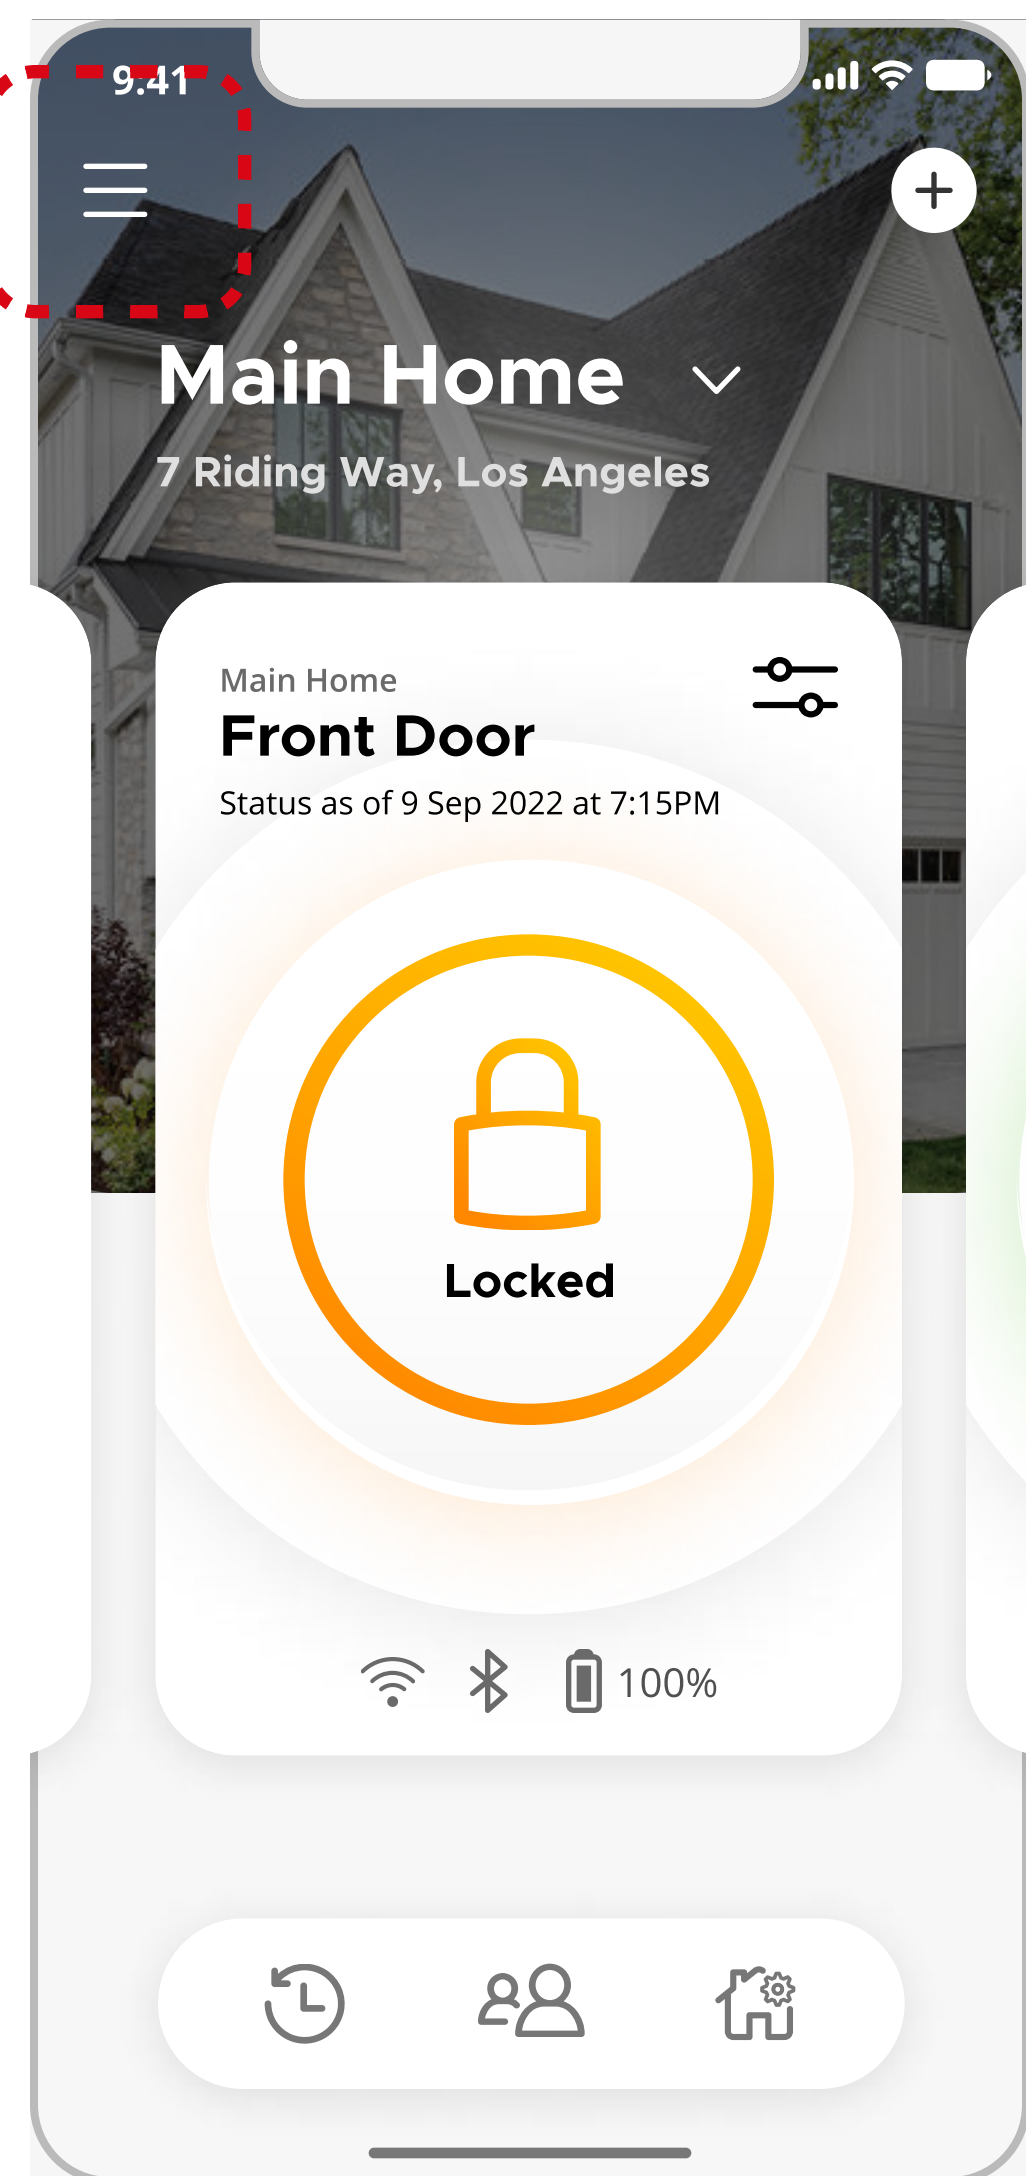 9:41
Main Home
7 Riding Way, Los Angeles
Main Home
Front Door
Status as of 9 Sep 2022 at 7:15PM
Locked
100%